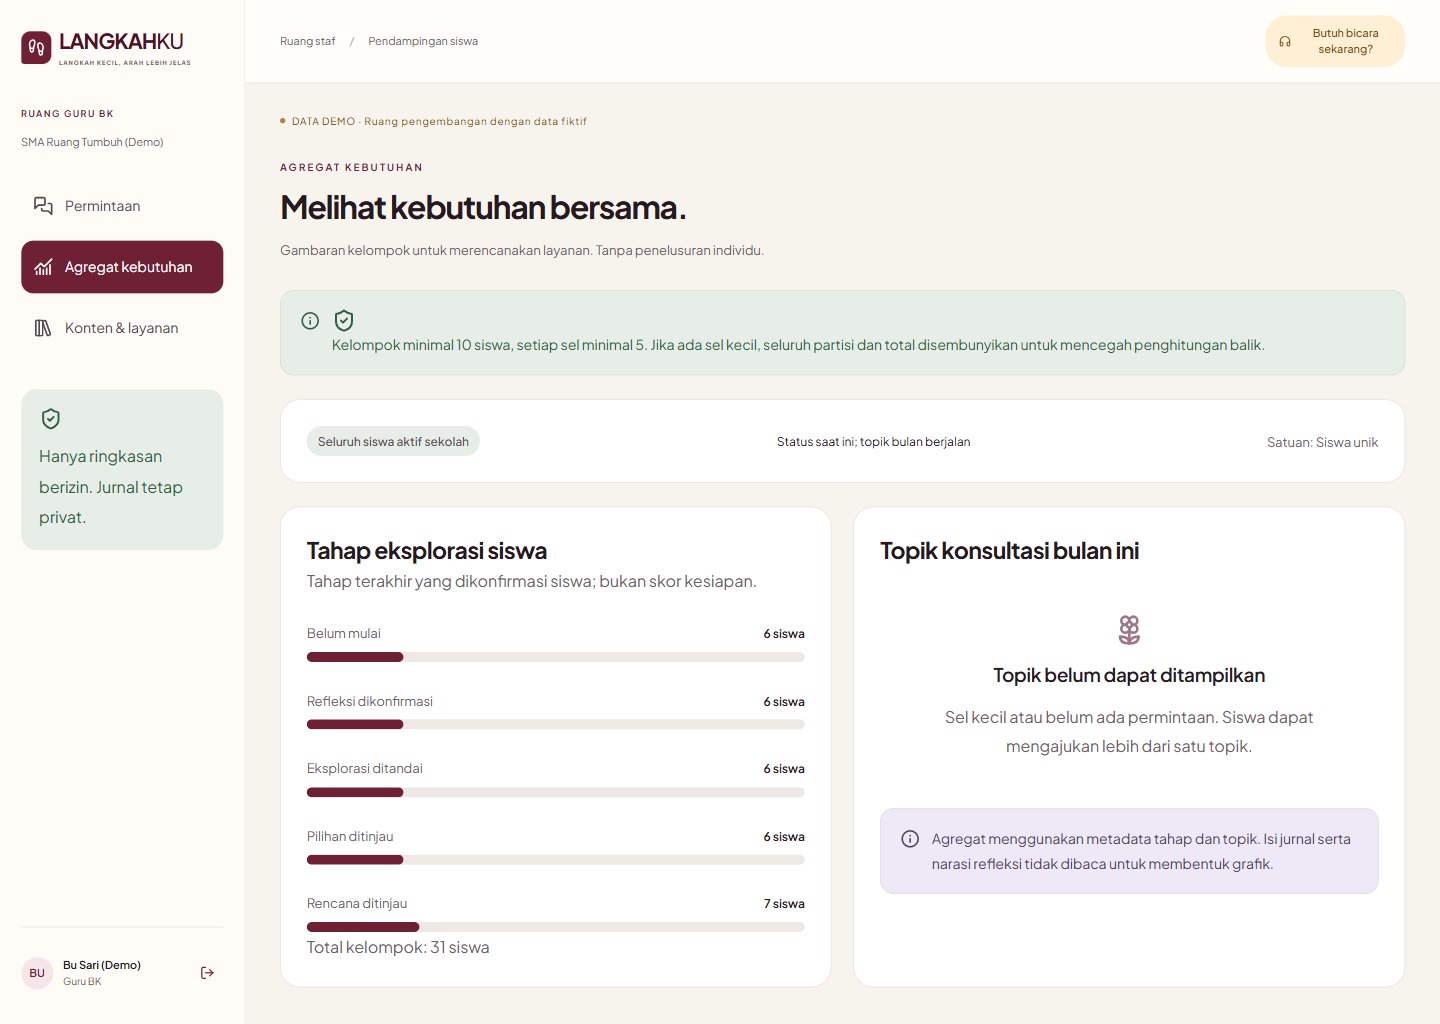 LANGKAHKU
LANGKAH KECIL, ARAH LEBIH JELAS
RUANG GURU BK
SMA Ruang Tumbuh (Demo)
Permintaan
Agregat kebutuhan
Konten & layanan
Hanya ringkasan
berizin. Jurnal tetap
privat.
BU
Bu Sari (Demo)
Guru BK
Ruang staf / Pendampingan siswa
Butuh bicara
sekarang?
DATA DEMO · Ruang pengembangan dengan data fiktif
AGREGAT KEBUTUHAN
Melihat kebutuhan bersama.
Gambaran kelompok untuk merencanakan layanan. Tanpa penelusuran individu.
Kelompok minimal 10 siswa, setiap sel minimal 5. Jika ada sel kecil, seluruh partisi dan total disembunyikan untuk mencegah penghitungan balik.
Seluruh siswa aktif sekolah
Status saat ini; topik bulan berjalan
Satuan: Siswa unik
Tahap eksplorasi siswa
Tahap terakhir yang dikonfirmasi siswa; bukan skor kesiapan.
Belum mulai 6 siswa
Refleksi dikonfirmasi 6 siswa
Eksplorasi ditandai 6 siswa
Pilihan ditinjau 6 siswa
Rencana ditinjau 7 siswa
Total kelompok: 31 siswa
Topik konsultasi bulan ini
Topik belum dapat ditampilkan
Sel kecil atau belum ada permintaan. Siswa dapat
mengajukan lebih dari satu topik.
Agregat menggunakan metadata tahap dan topik. Isi jurnal serta
narasi refleksi tidak dibaca untuk membentuk grafik.